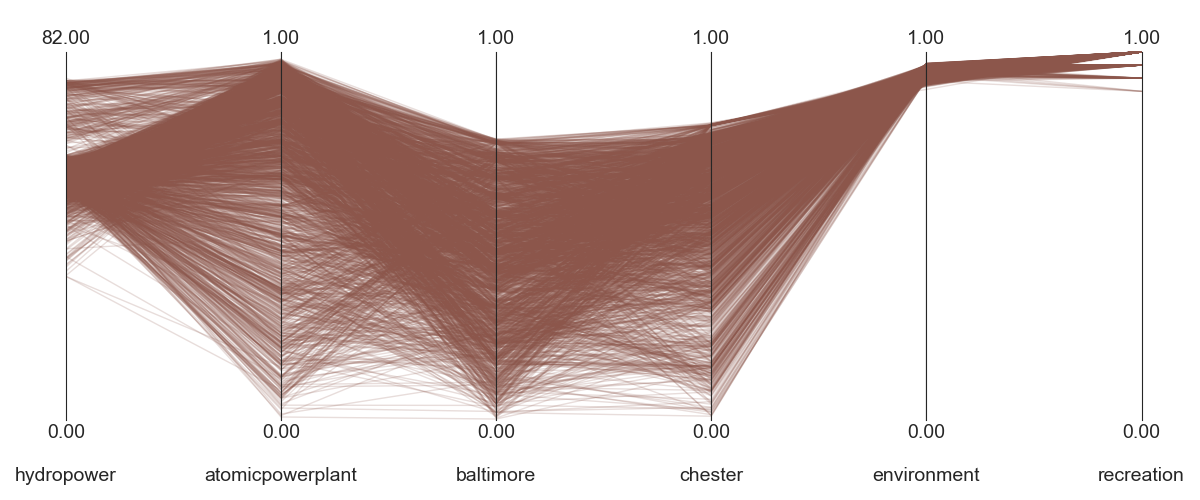 82.00 1.00 1.00 1.00 1.00 1.00
0.00 0.00 0.00 0.00 0.00 0.00
hydropower atomicpowerplant baltimore chester environment recreation